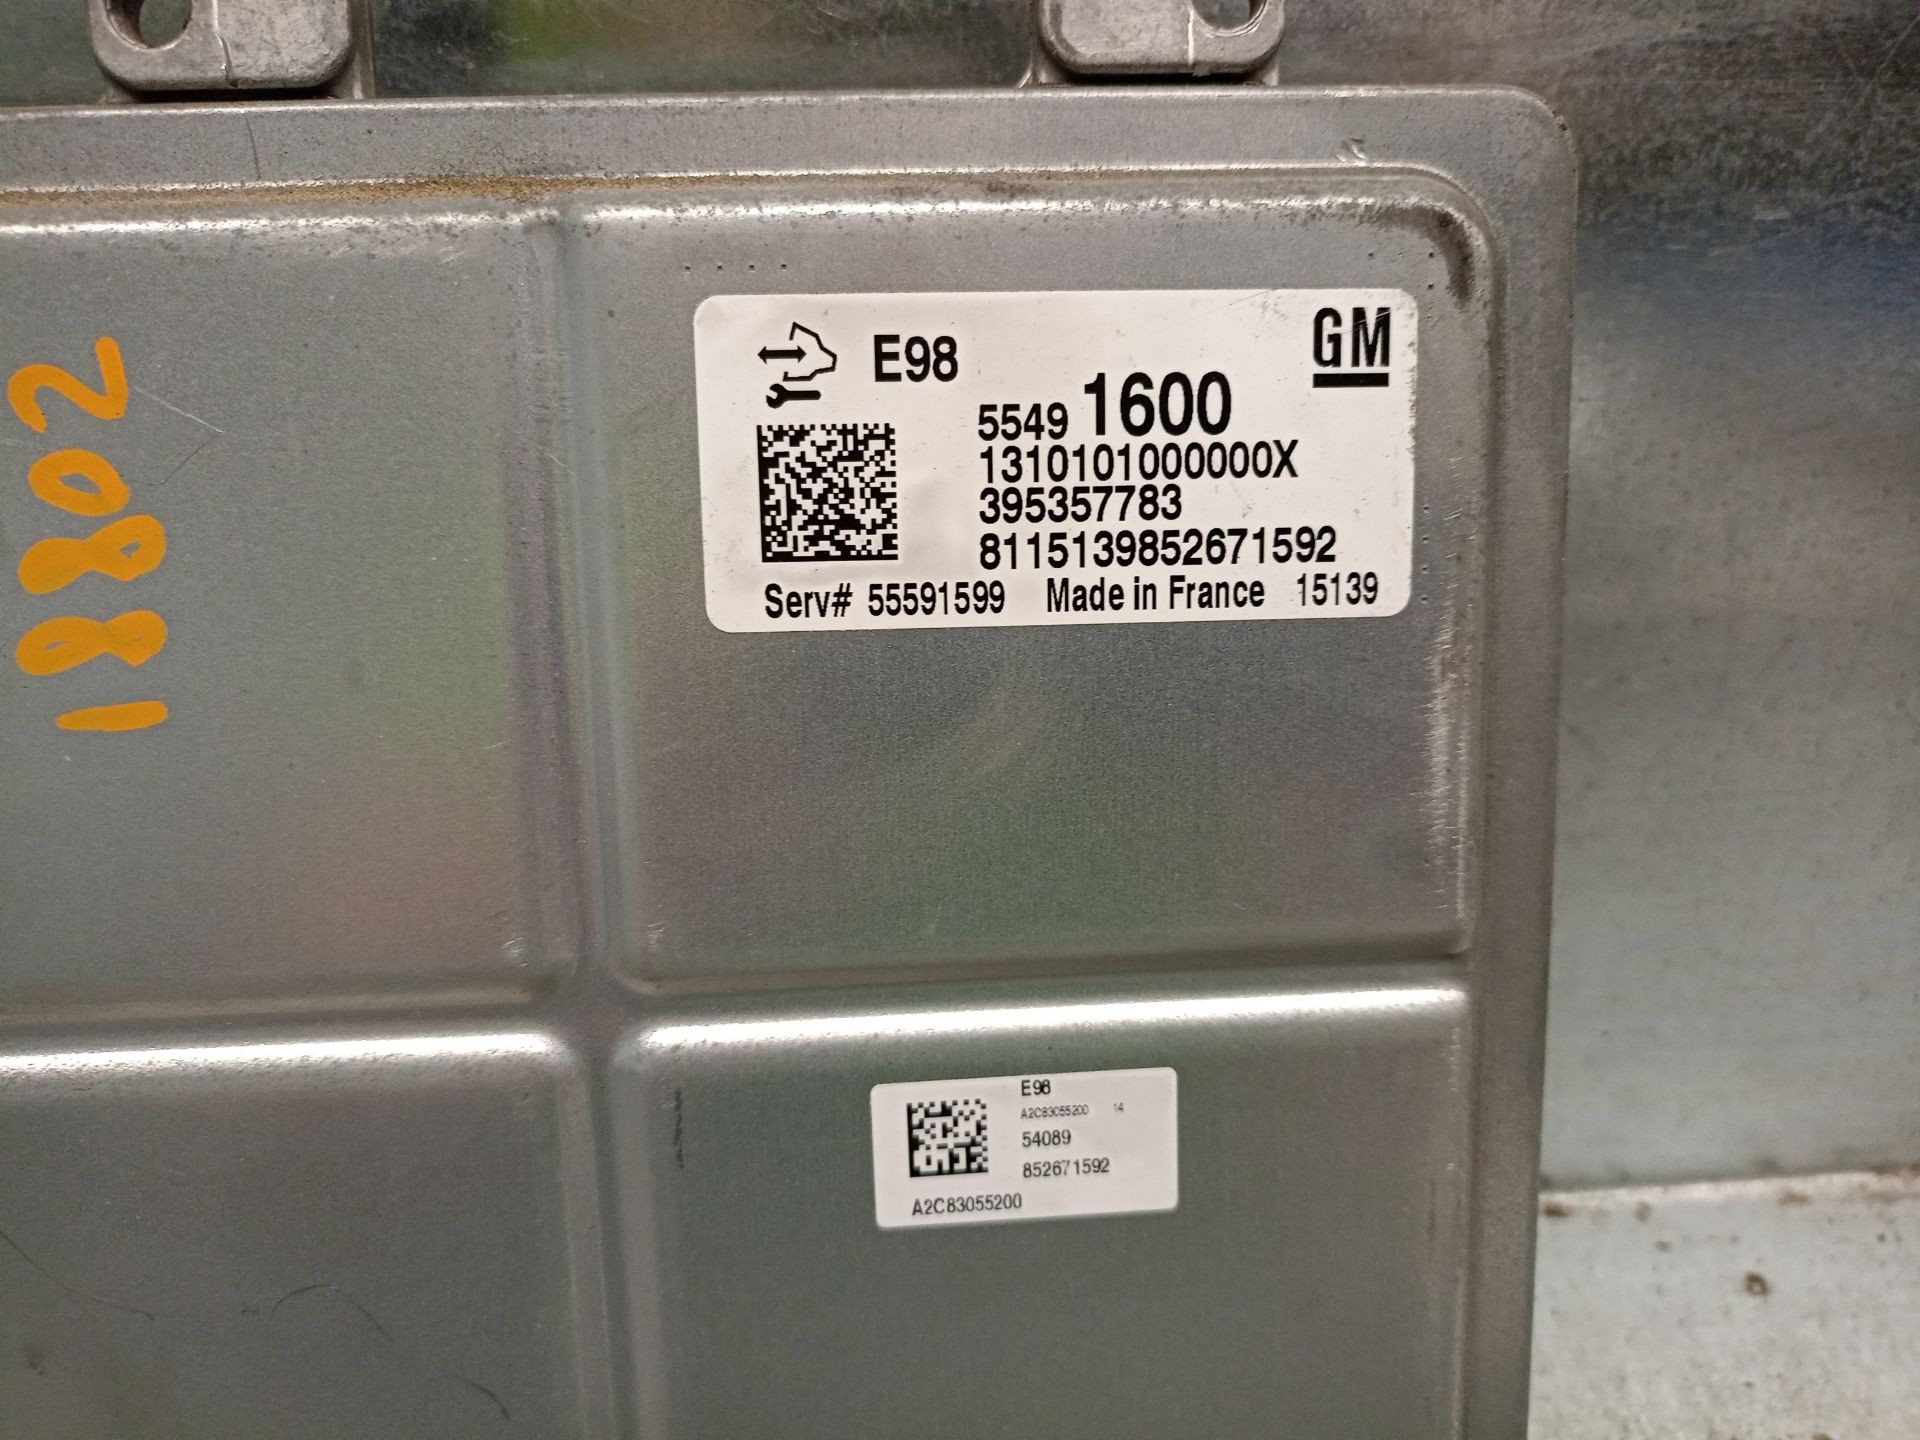 E98
GM
5549 1600
1310101000000X
395357783
8115139852671592
Serv# 55591599 Made in France 15139
18802
E98
A2C83055200 14
54089
852671592
A2C83055200